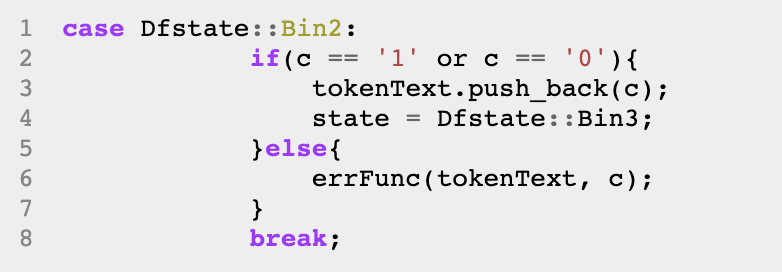 1 case Dfstate::Bin2:
2             if(c == '1' or c == '0'){
3                 tokenText.push_back(c);
4                 state = Dfstate::Bin3;
5             }else{
6                 errFunc(tokenText, c);
7             }
8             break;